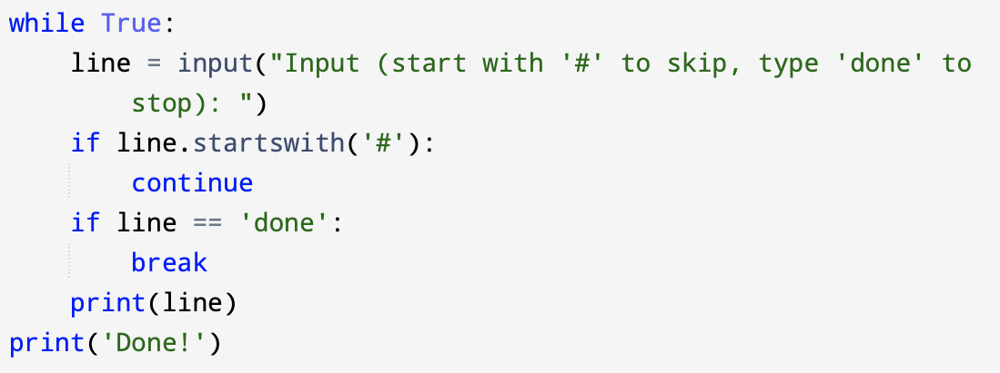 while True:
    line = input("Input (start with '#' to skip, type 'done' to
        stop): ")
    if line.startswith('#'):
        continue
    if line == 'done':
        break
    print(line)
print('Done!')